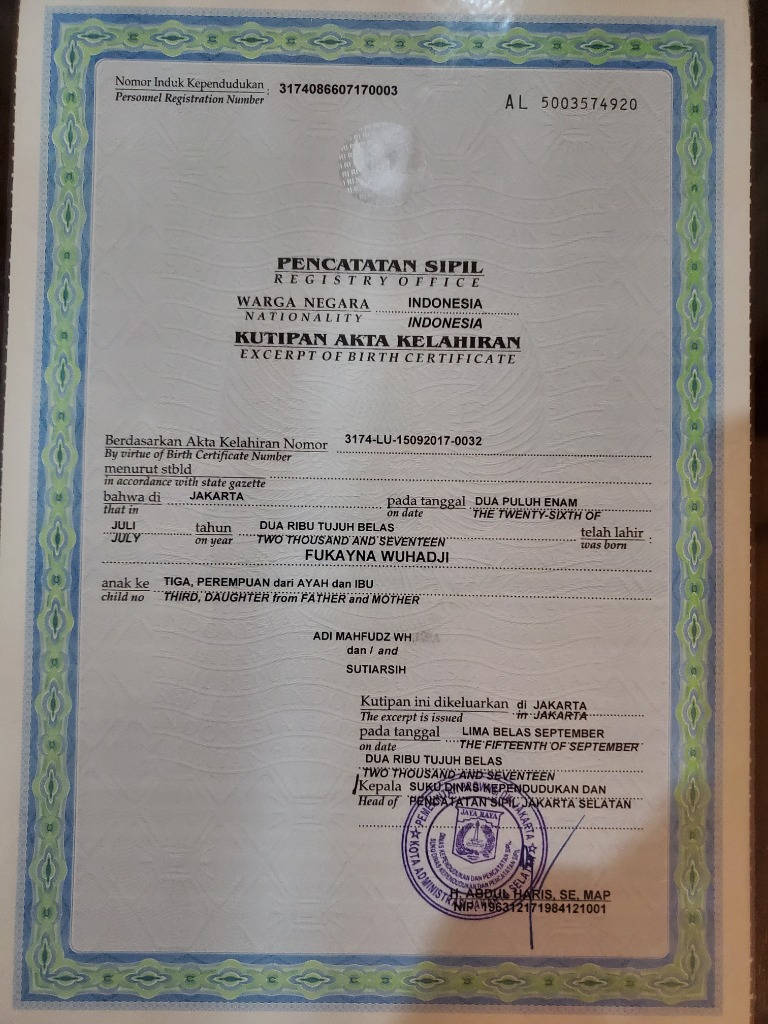 Nomor Induk Kependudukan : 3174086607170003
Personnel Registration Number
AL 5003574920
PENCATATAN SIPIL
REGISTRY OFFICE
WARGA NEGARA INDONESIA
NATIONALITY INDONESIA
KUTIPAN AKTA KELAHIRAN
EXCERPT OF BIRTH CERTIFICATE
Berdasarkan Akta Kelahiran Nomor 3174-LU-15092017-0032
By virtue of Birth Certificate Number
menurut stbld
in accordance with state gazette
bahwa di JAKARTA pada tanggal DUA PULUH ENAM
that in on date THE TWENTY-SIXTH OF
JULI tahun DUA RIBU TUJUH BELAS telah lahir :
JULY on year TWO THOUSAND AND SEVENTEEN was born
FUKAYNA WUHADJI
anak ke TIGA, PEREMPUAN dari AYAH dan IBU
child no THIRD, DAUGHTER from FATHER and MOTHER
ADI MAHFUDZ WH
dan / and
SUTIARSIH
Kutipan ini dikeluarkan di JAKARTA
The excerpt is issued in JAKARTA
pada tanggal LIMA BELAS SEPTEMBER
on date THE FIFTEENTH OF SEPTEMBER
DUA RIBU TUJUH BELAS
TWO THOUSAND AND SEVENTEEN
Kepala SUKU DINAS KEPENDUDUKAN DAN
Head of PENCATATAN SIPIL JAKARTA SELATAN
JAYA RAYA
H. ABDUL HARIS, SE, MAP
NIP. 196312171984121001